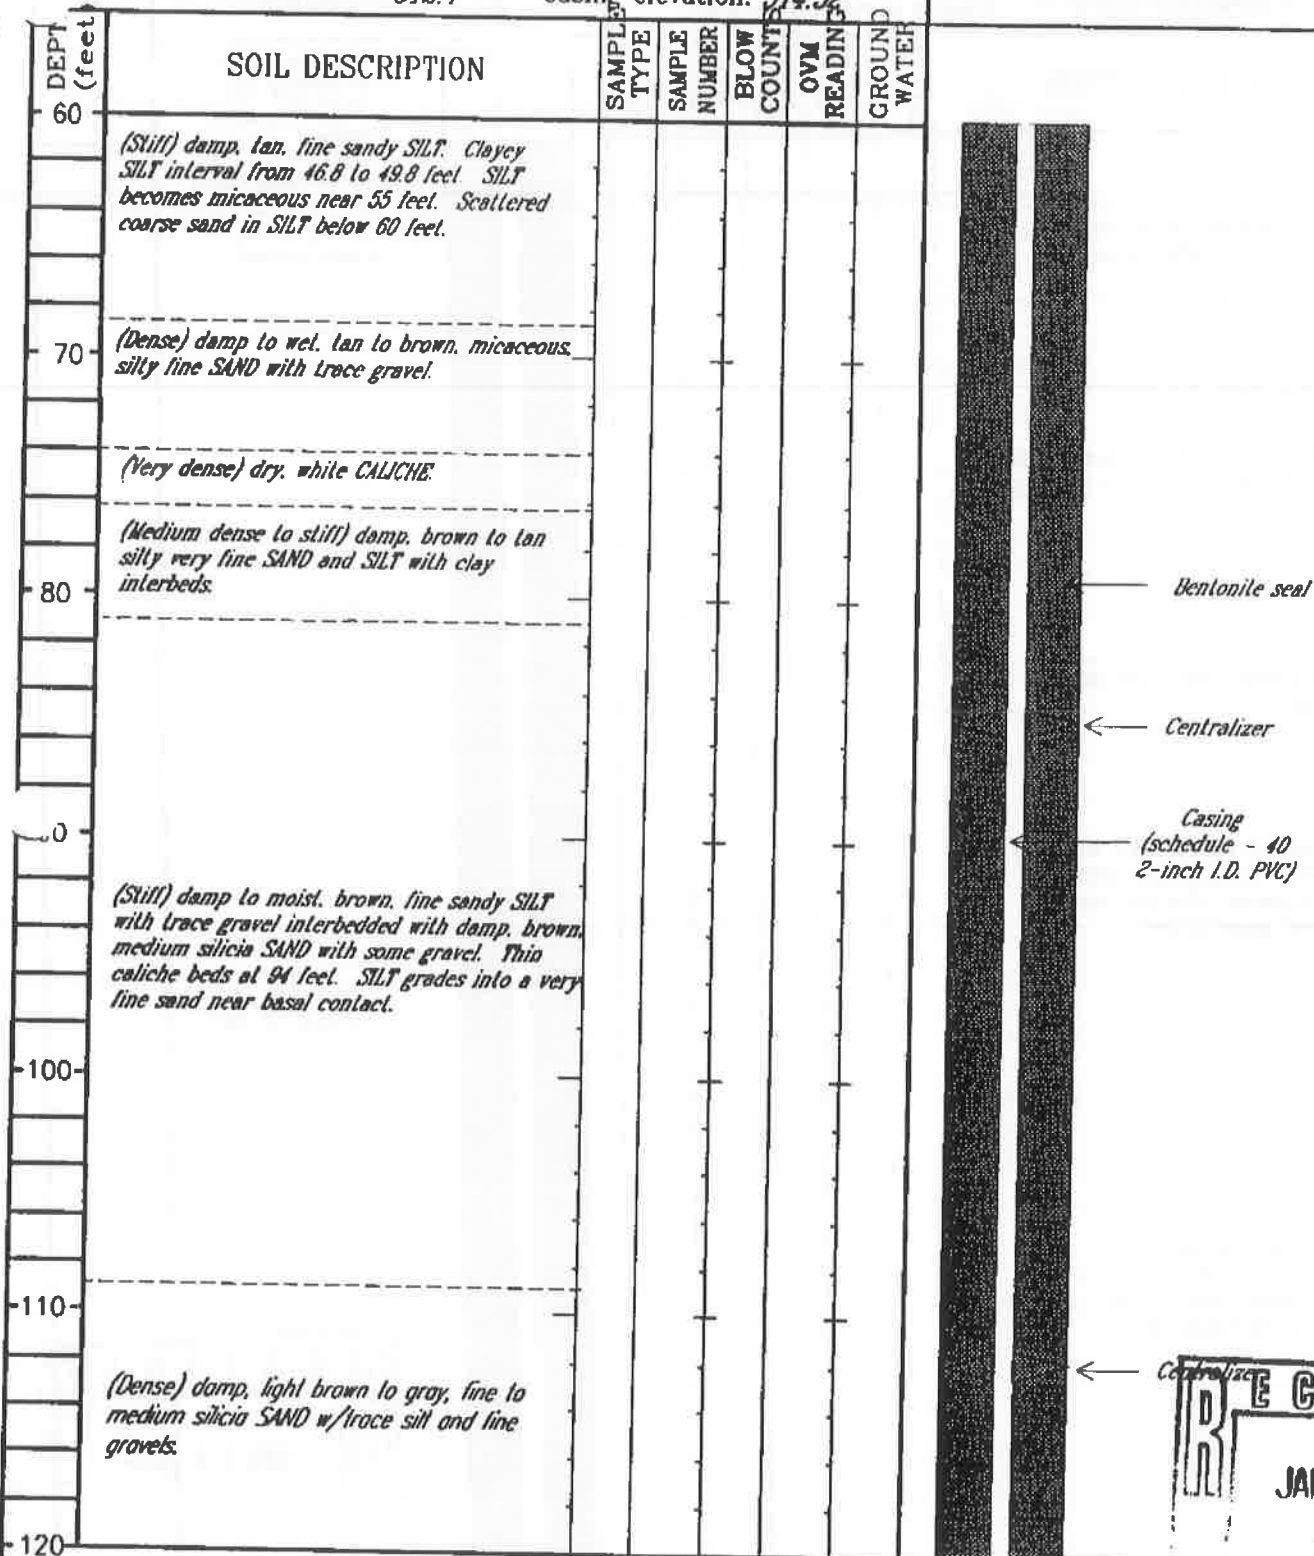 casing elevation:
DEPT
(feet
SOIL DESCRIPTION
SAMPLE
TYPE
SAMPLE
NUMBER
BLOW
COUNTS
OVM
READING
GROUND
WATER
60
(Stiff) damp, tan, fine sandy SILT. Clayey
SILT interval from 46.8 to 49.8 feet. SILT
becomes micaceous near 55 feet. Scattered
coarse sand in SILT below 60 feet.
70
(Dense) damp to wet, tan to brown, micaceous,
silty fine SAND with trace gravel.
(Very dense) dry, white CALICHE.
(Medium dense to stiff) damp, brown to tan
silty very fine SAND and SILT with clay
interbeds.
80
Bentonite seal
Centralizer
0
Casing
(schedule - 40
2-inch I.D. PVC)
(Stiff) damp to moist, brown, fine sandy SILT
with trace gravel interbedded with damp, brown,
medium silicia SAND with some gravel. Thin
caliche beds at 94 feet. SILT grades into a very
fine sand near basal contact.
100
110
Centralizer
(Dense) damp, light brown to gray, fine to
medium silicia SAND w/trace silt and fine
gravels.
R E C
JAN
120